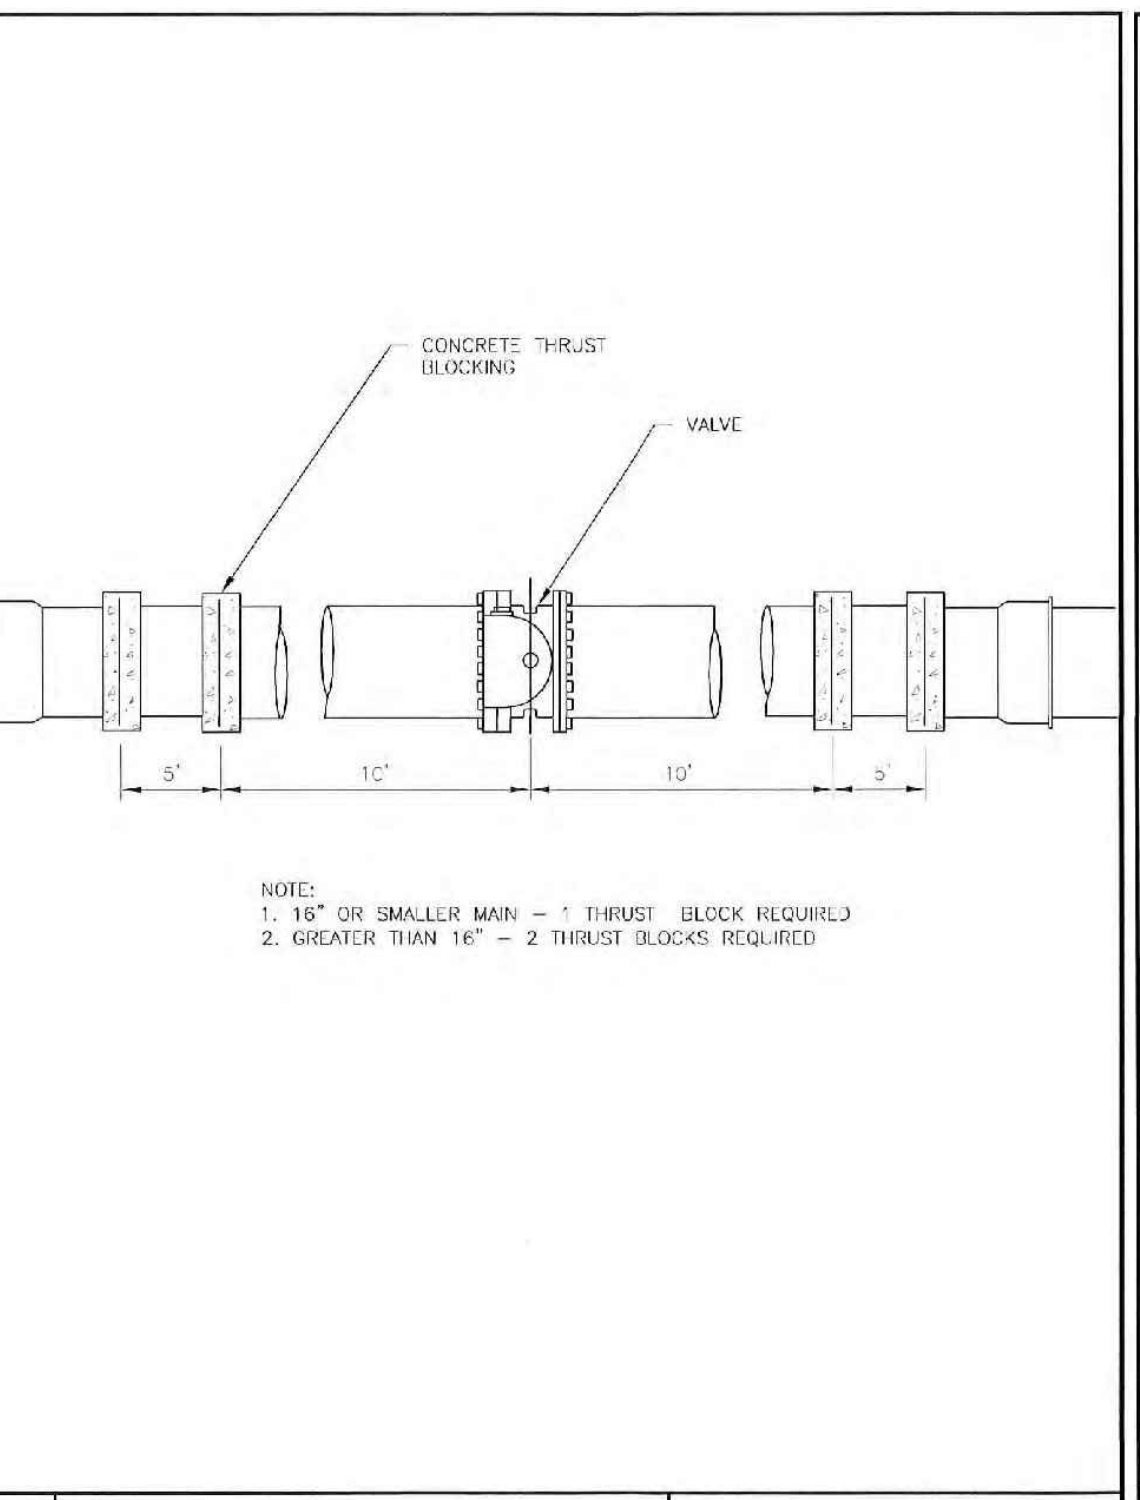 CONCRETE THRUST
BLOCKING
VALVE
5' 10' 10' 5'
NOTE:
1. 16" OR SMALLER MAIN – 1 THRUST BLOCK REQUIRED
2. GREATER THAN 16" – 2 THRUST BLOCKS REQUIRED